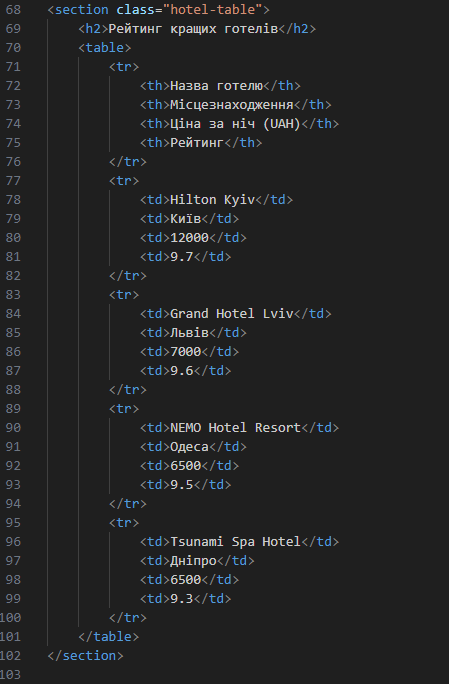 68 <section class="hotel-table">
69     <h2>Рейтинг кращих готелів</h2>
70     <table>
71         <tr>
72             <th>Назва готелю</th>
73             <th>Місцезнаходження</th>
74             <th>Ціна за ніч (UAH)</th>
75             <th>Рейтинг</th>
76         </tr>
77         <tr>
78             <td>Hilton Kyiv</td>
79             <td>Київ</td>
80             <td>12000</td>
81             <td>9.7</td>
82         </tr>
83         <tr>
84             <td>Grand Hotel Lviv</td>
85             <td>Львів</td>
86             <td>7000</td>
87             <td>9.6</td>
88         </tr>
89         <tr>
90             <td>NEMO Hotel Resort</td>
91             <td>Одеса</td>
92             <td>6500</td>
93             <td>9.5</td>
94         </tr>
95         <tr>
96             <td>Tsunami Spa Hotel</td>
97             <td>Дніпро</td>
98             <td>6500</td>
99             <td>9.3</td>
100         </tr>
101     </table>
102 </section>
103